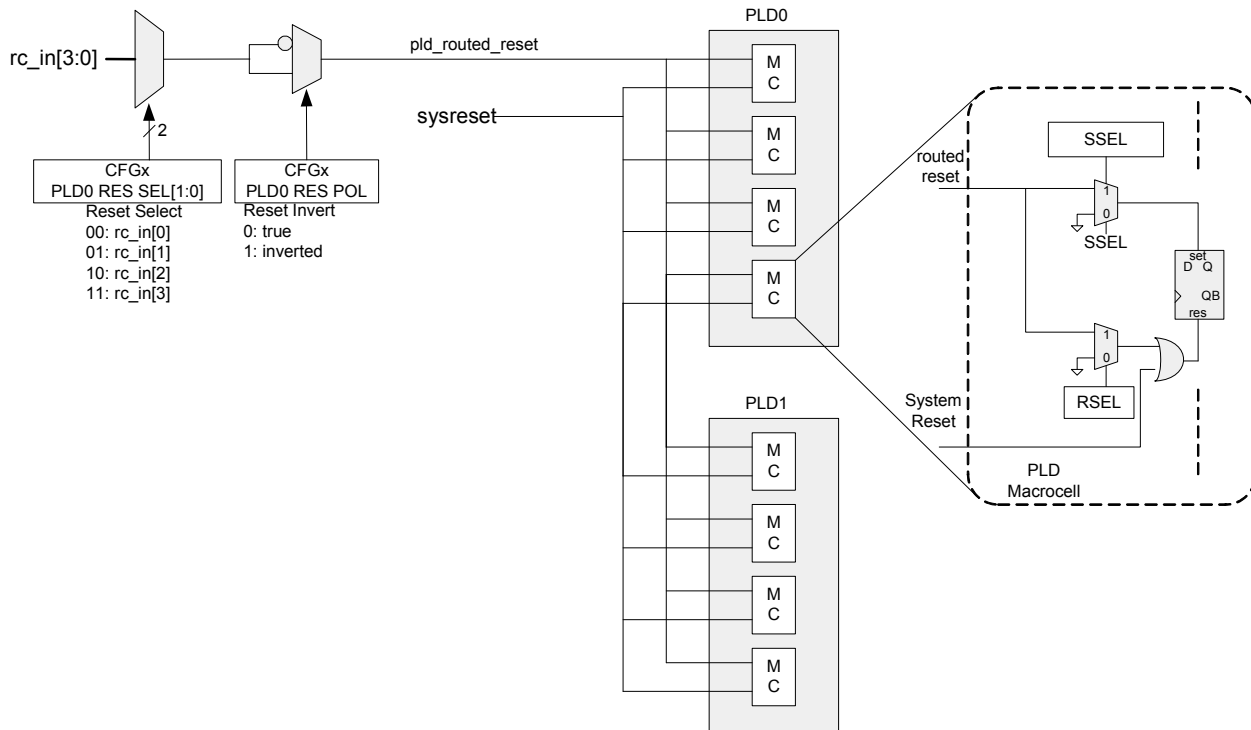 PLD0
rc_in[3:0]
pld_routed_reset
2
CFGx
PLD0 RES SEL[1:0]
Reset Select
00: rc_in[0]
01: rc_in[1]
10: rc_in[2]
11: rc_in[3]
CFGx
PLD0 RES POL
Reset Invert
0: true
1: inverted
sysreset
M
C
M
C
M
C
M
C
PLD1
M
C
M
C
M
C
M
C
routed
reset
SSEL
1
0
SSEL
set
D Q
QB
res
1
0
RSEL
System
Reset
PLD
Macrocell